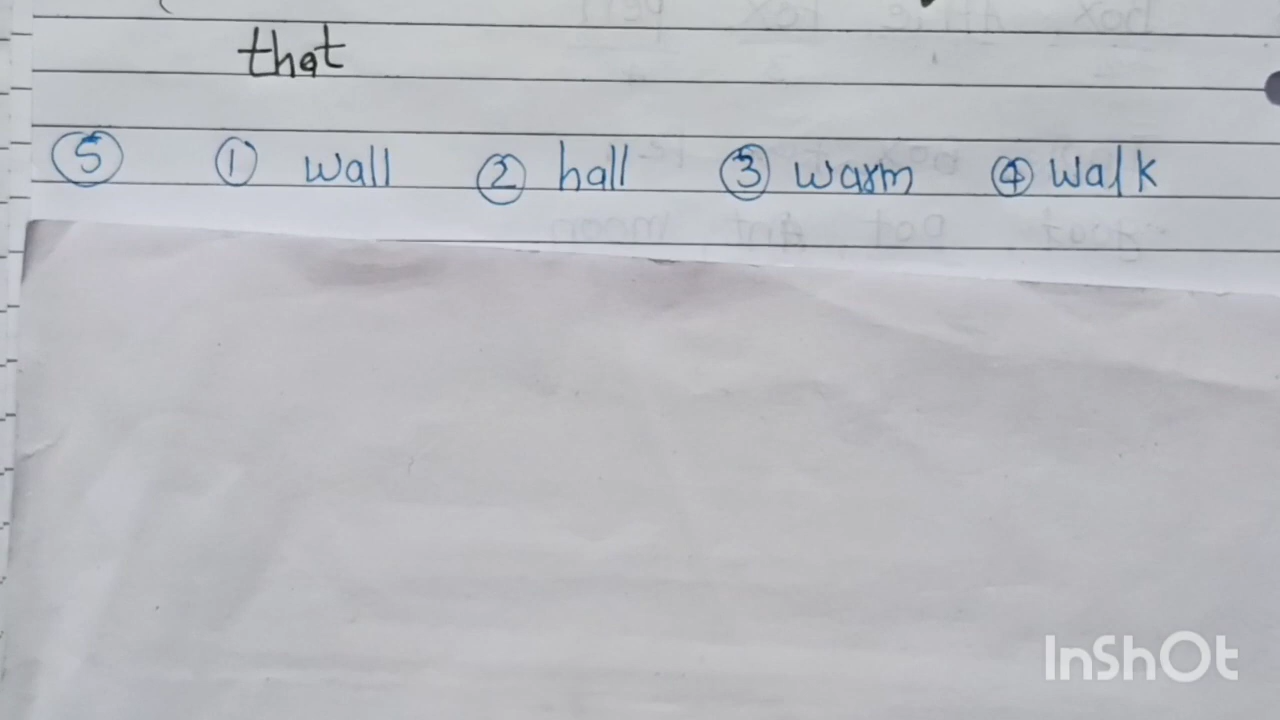 that
⑤ ① wall ② hall ③ warm ④ walk
InShOt